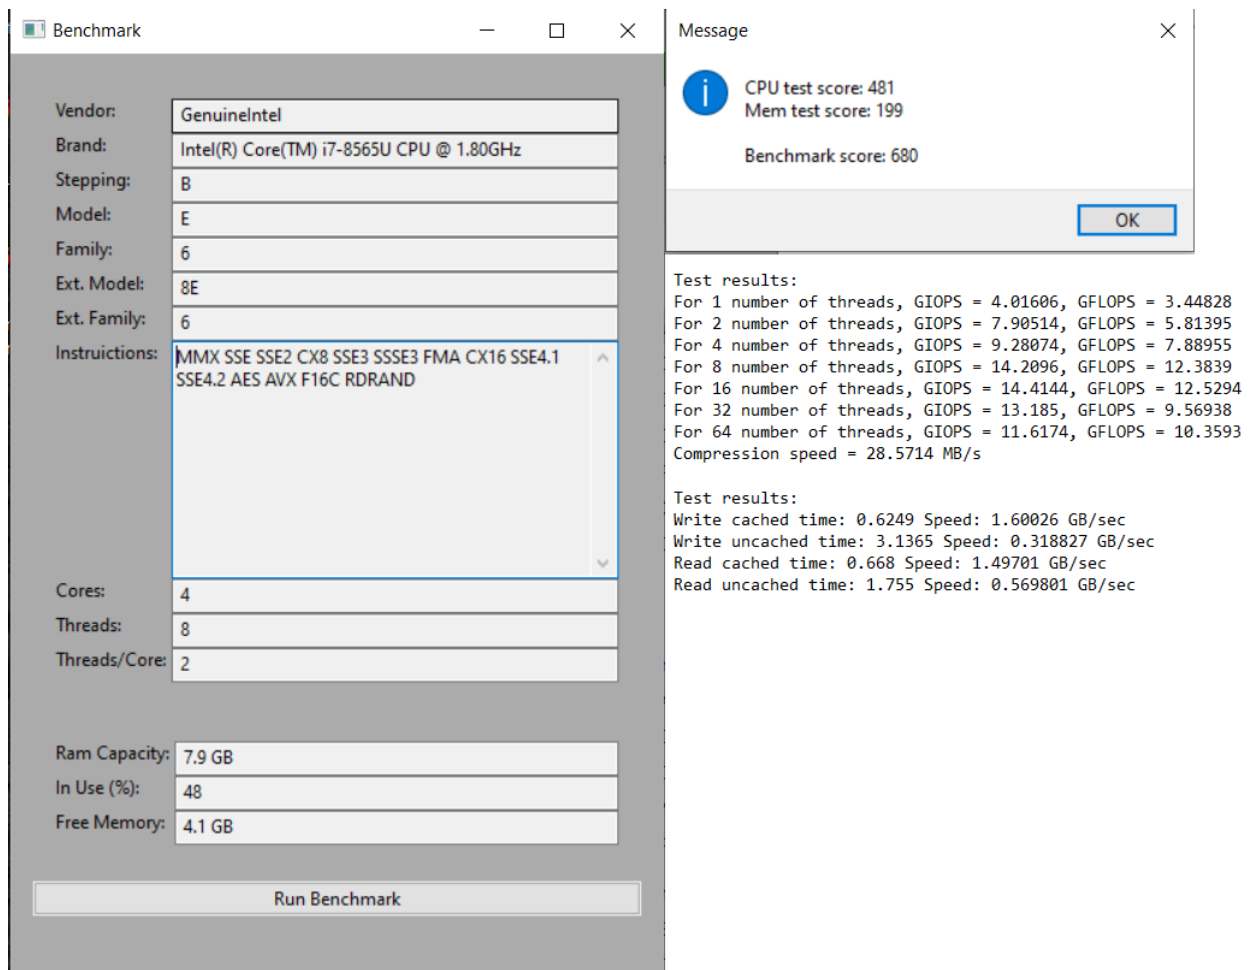 Benchmark
Vendor: GenuineIntel
Brand: Intel(R) Core(TM) i7-8565U CPU @ 1.80GHz
Stepping: B
Model: E
Family: 6
Ext. Model: 8E
Ext. Family: 6
Instruictions: MMX SSE SSE2 CX8 SSE3 SSSE3 FMA CX16 SSE4.1
SSE4.2 AES AVX F16C RDRAND
Cores: 4
Threads: 8
Threads/Core: 2
Ram Capacity: 7.9 GB
In Use (%): 48
Free Memory: 4.1 GB
Run Benchmark
Message
CPU test score: 481
Mem test score: 199
Benchmark score: 680
OK
Test results:
For 1 number of threads, GIOPS = 4.01606, GFLOPS = 3.44828
For 2 number of threads, GIOPS = 7.90514, GFLOPS = 5.81395
For 4 number of threads, GIOPS = 9.28074, GFLOPS = 7.88955
For 8 number of threads, GIOPS = 14.2096, GFLOPS = 12.3839
For 16 number of threads, GIOPS = 14.4144, GFLOPS = 12.5294
For 32 number of threads, GIOPS = 13.185, GFLOPS = 9.56938
For 64 number of threads, GIOPS = 11.6174, GFLOPS = 10.3593
Compression speed = 28.5714 MB/s
Test results:
Write cached time: 0.6249 Speed: 1.60026 GB/sec
Write uncached time: 3.1365 Speed: 0.318827 GB/sec
Read cached time: 0.668 Speed: 1.49701 GB/sec
Read uncached time: 1.755 Speed: 0.569801 GB/sec